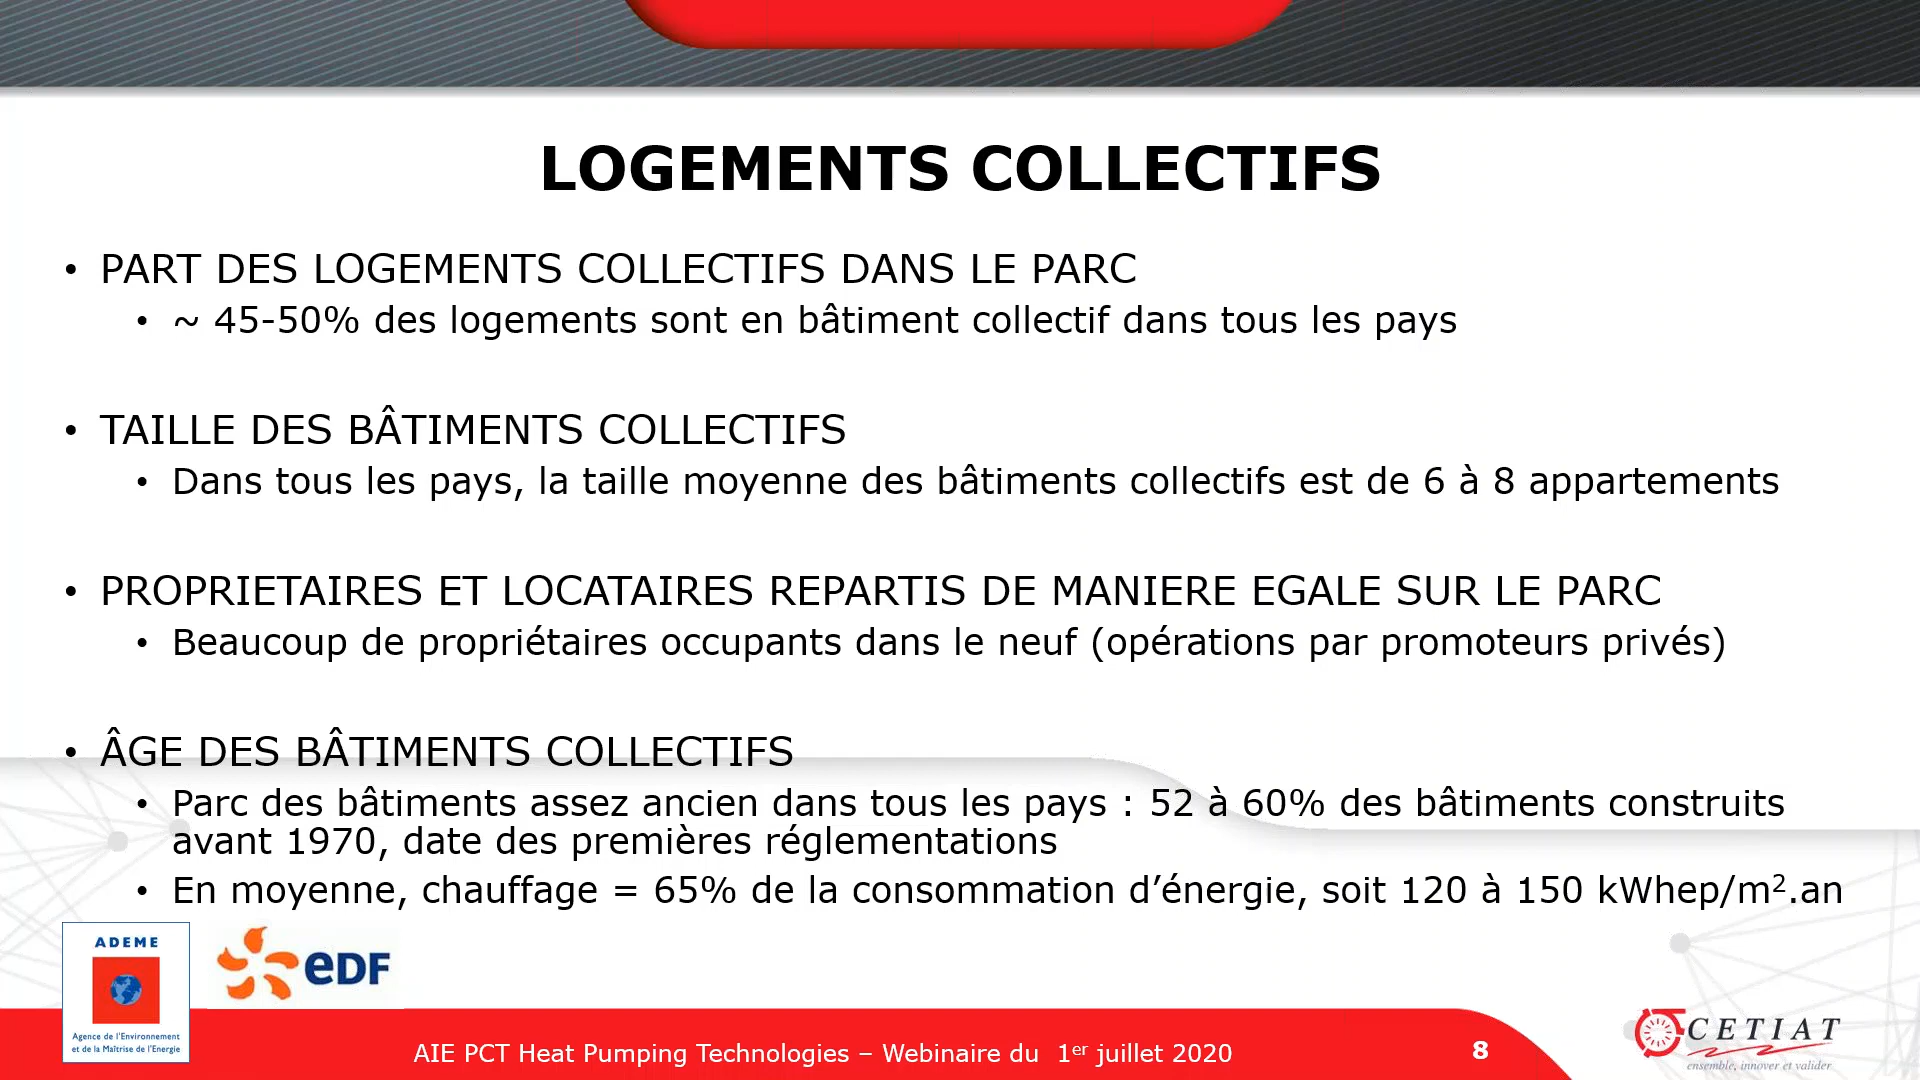 LOGEMENTS COLLECTIFS
• PART DES LOGEMENTS COLLECTIFS DANS LE PARC
• ~ 45-50% des logements sont en bâtiment collectif dans tous les pays
• TAILLE DES BÂTIMENTS COLLECTIFS
• Dans tous les pays, la taille moyenne des bâtiments collectifs est de 6 à 8 appartements
• PROPRIETAIRES ET LOCATAIRES REPARTIS DE MANIERE EGALE SUR LE PARC
• Beaucoup de propriétaires occupants dans le neuf (opérations par promoteurs privés)
• ÂGE DES BÂTIMENTS COLLECTIFS
• Parc des bâtiments assez ancien dans tous les pays : 52 à 60% des bâtiments construits
avant 1970, date des premières réglementations
• En moyenne, chauffage = 65% de la consommation d’énergie, soit 120 à 150 kWhep/m².an
ADEME
Agence de l'Environnement
et de la Maîtrise de l'Energie
eDF
AIE PCT Heat Pumping Technologies – Webinaire du 1er juillet 2020
8
CETIAT
ensemble, innover et valider